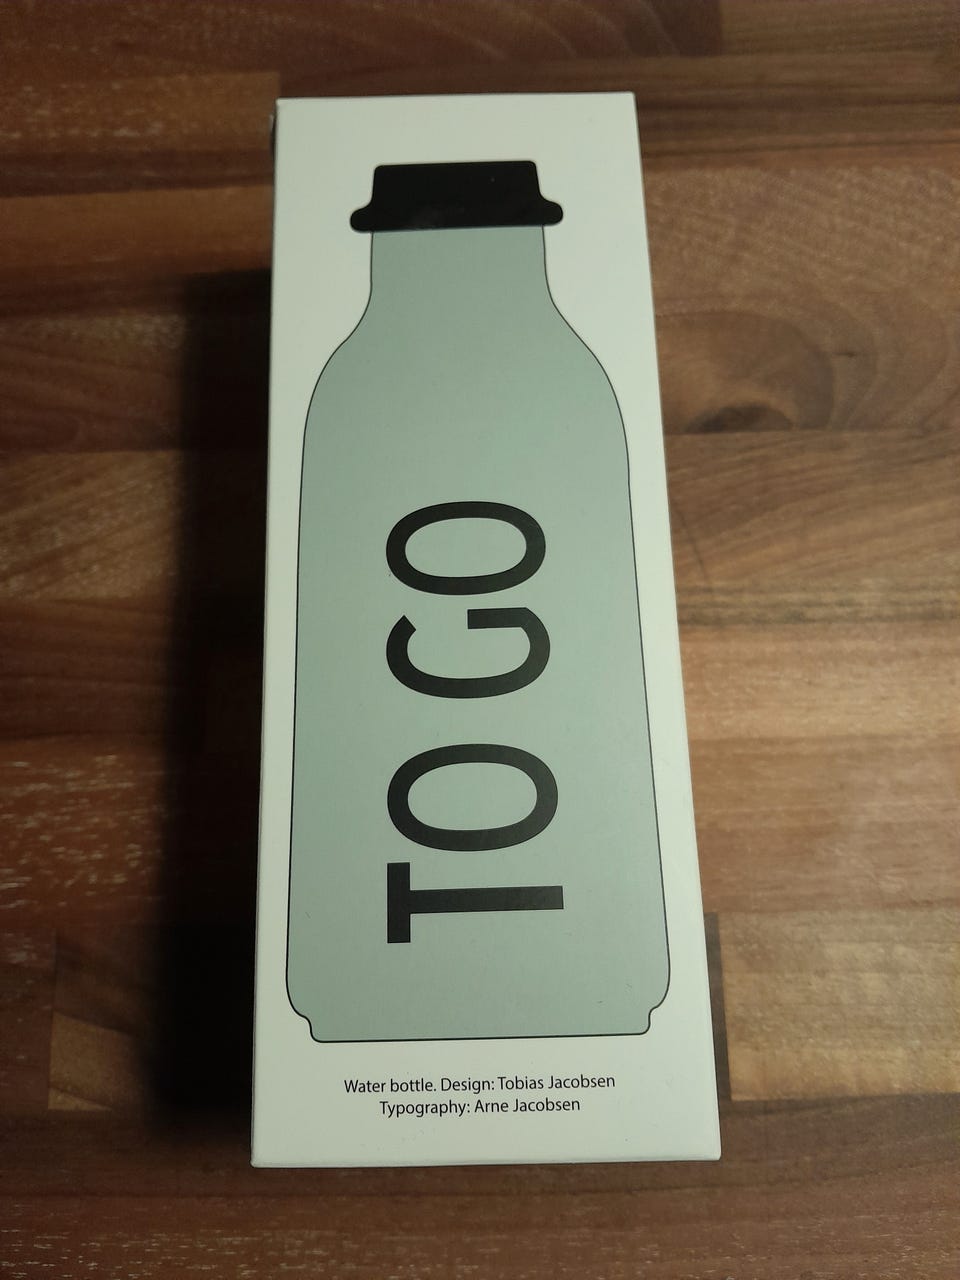 TO GO
Water bottle. Design: Tobias Jacobsen
Typography: Arne Jacobsen